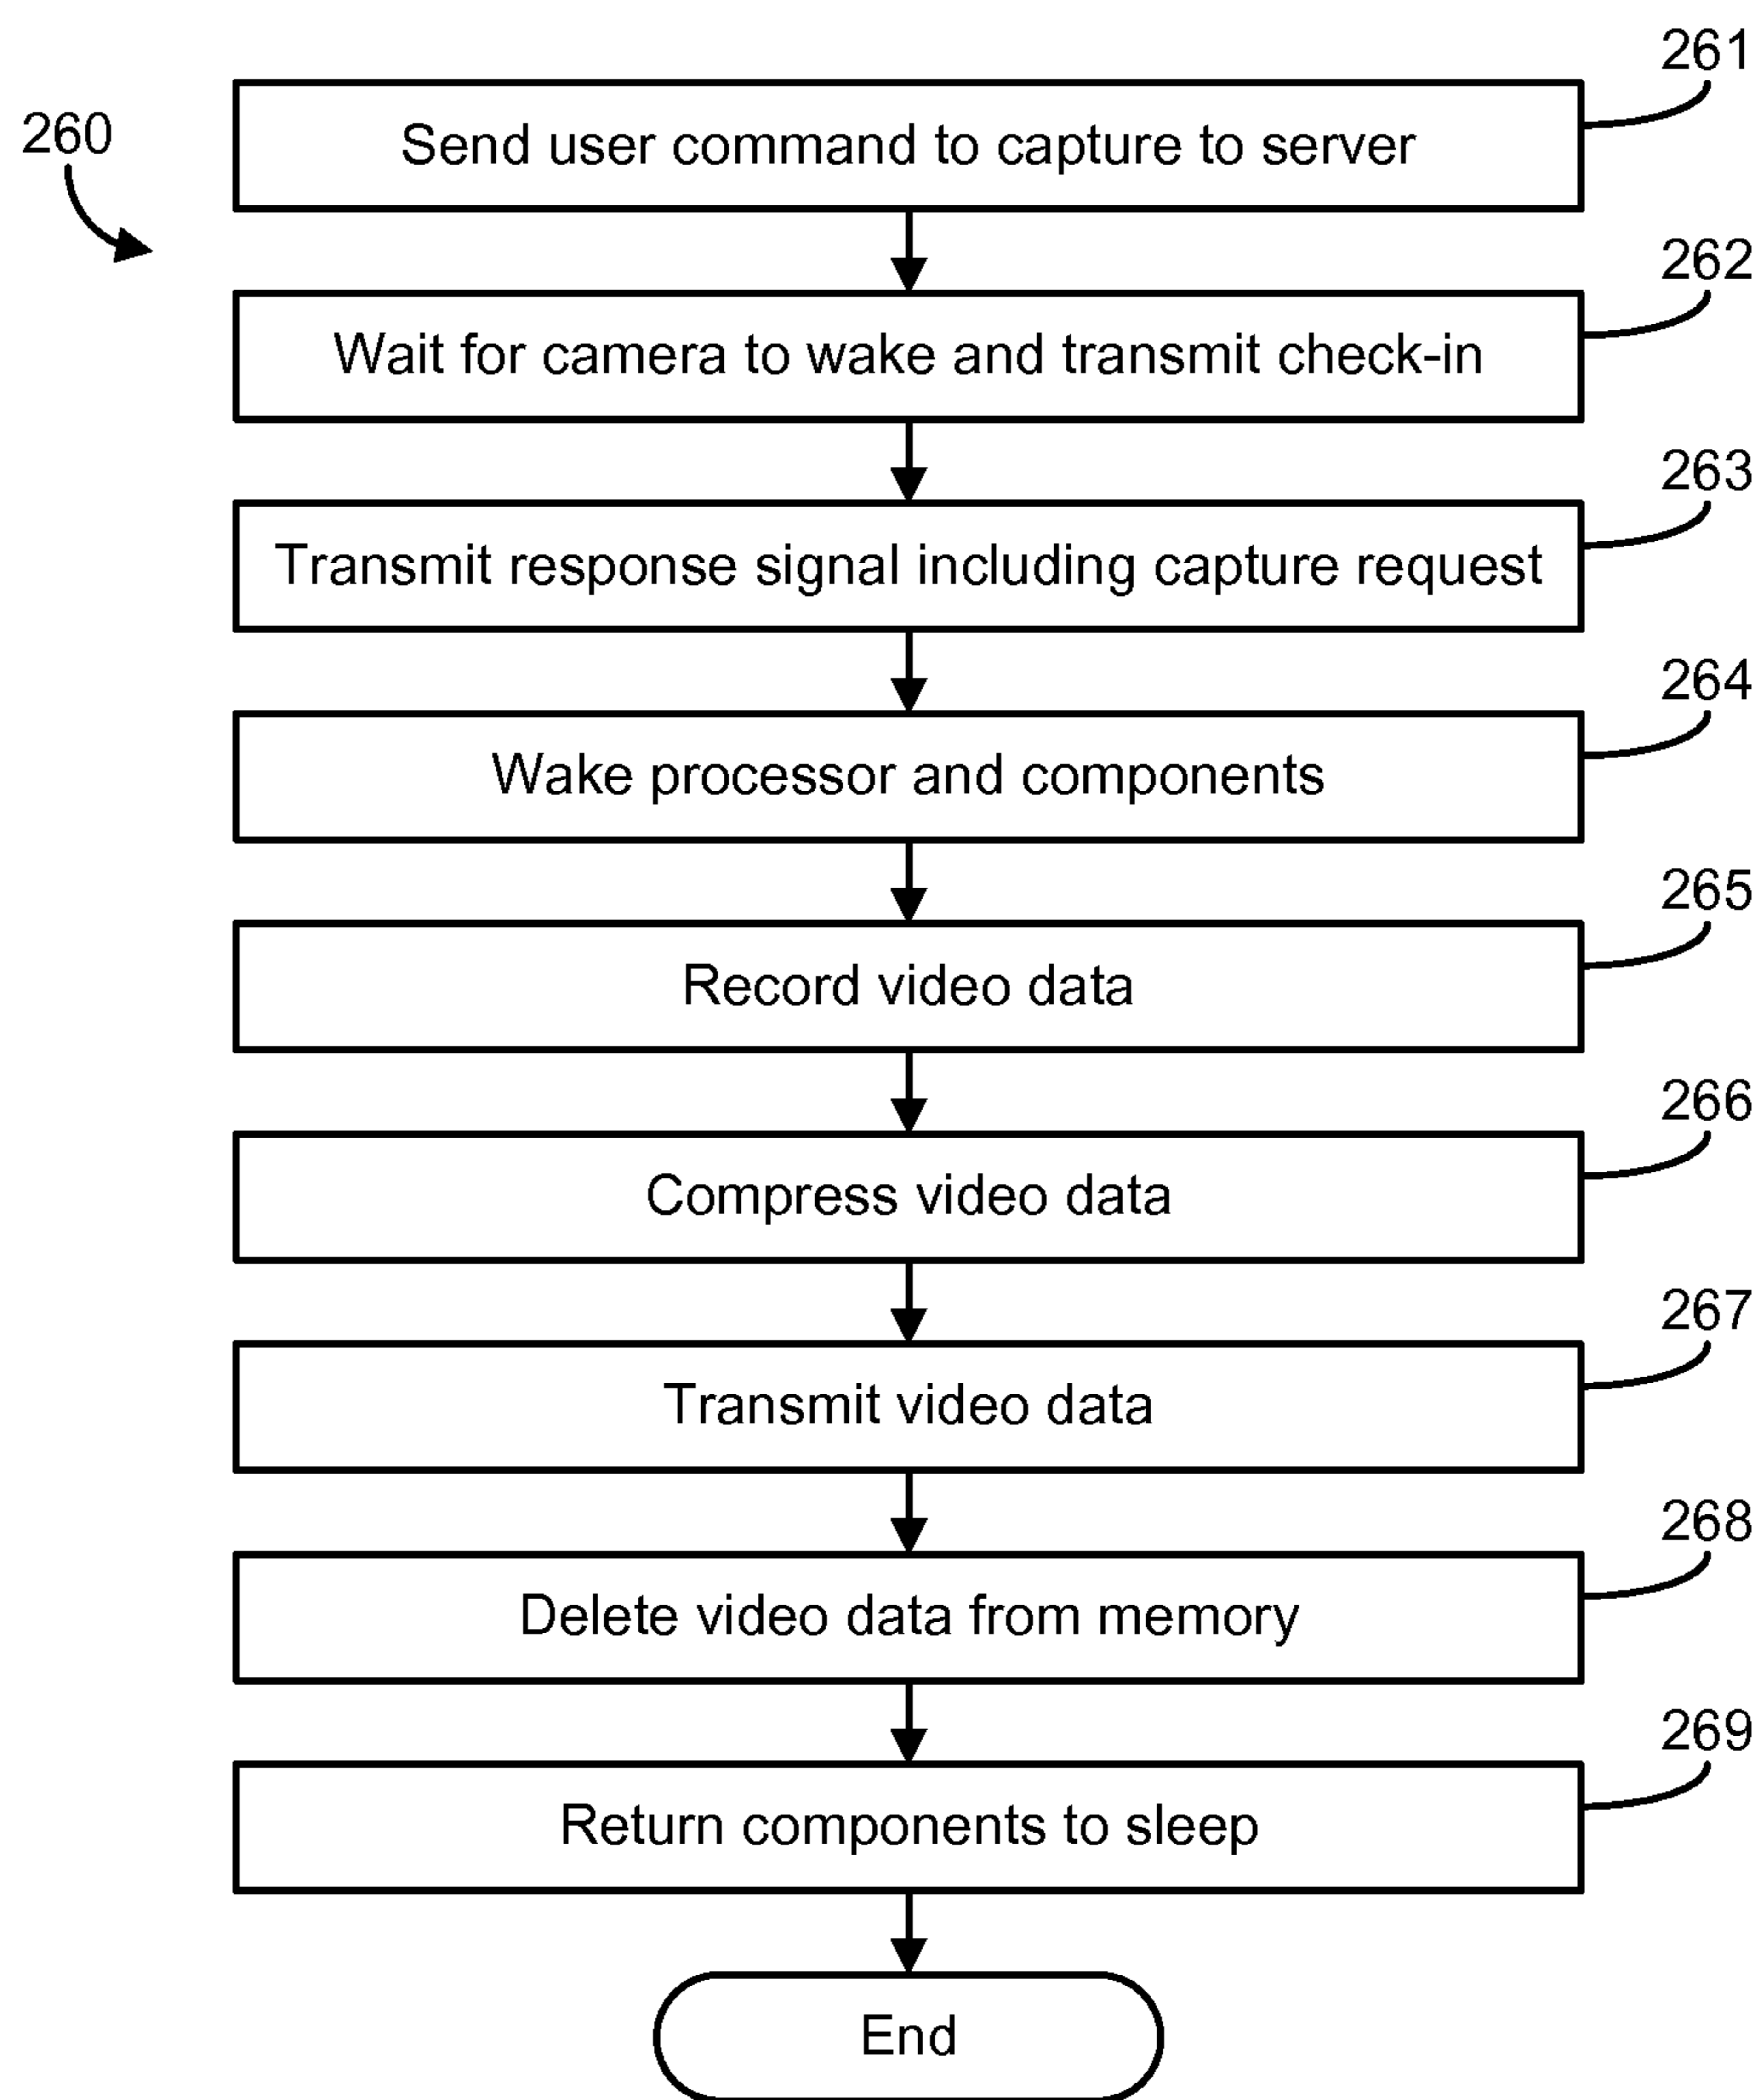 261
260
Send user command to capture to server
262
Wait for camera to wake and transmit check-in
263
Transmit response signal including capture request
264
Wake processor and components
265
Record video data
266
Compress video data
267
Transmit video data
268
Delete video data from memory
269
Return components to sleep
End